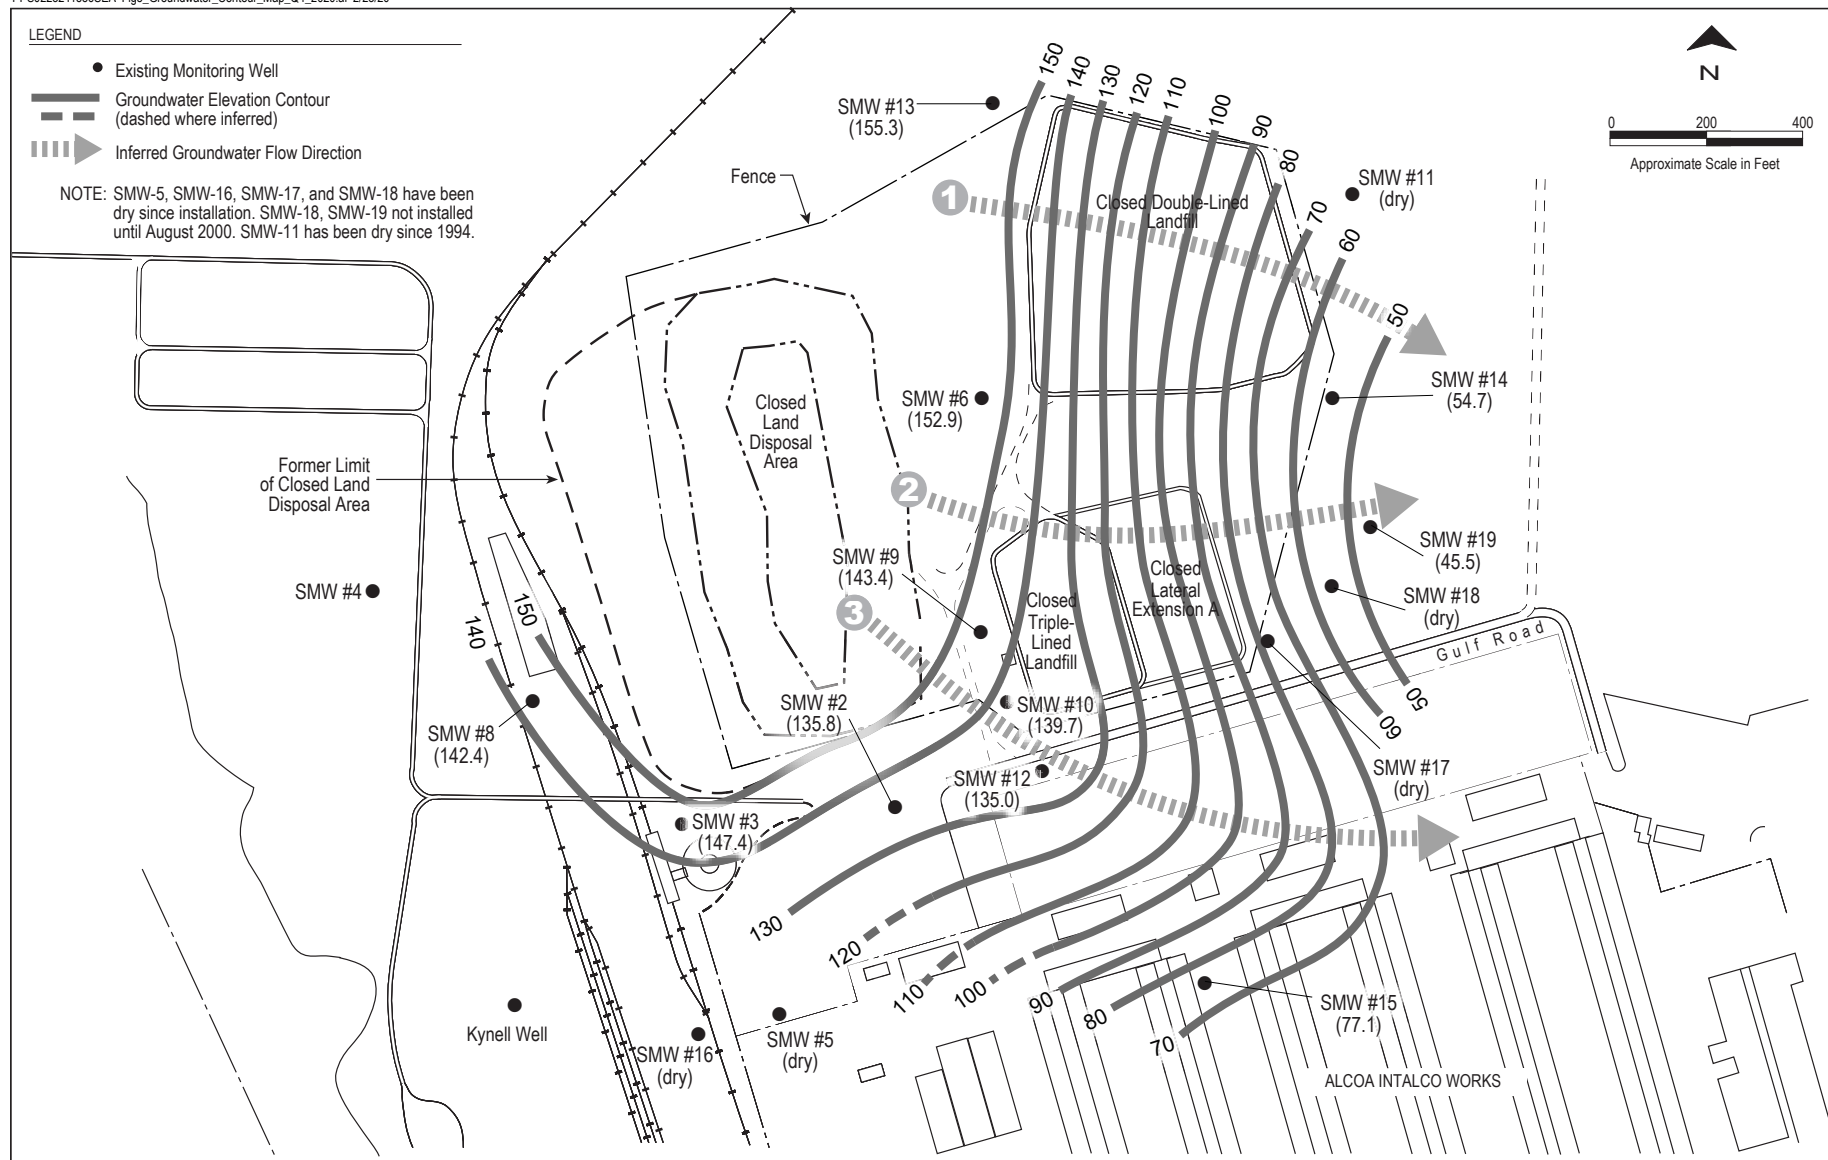 LEGEND
Existing Monitoring Well
Groundwater Elevation Contour
(dashed where inferred)
Inferred Groundwater Flow Direction
NOTE: SMW-5, SMW-16, SMW-17, and SMW-18 have been
dry since installation. SMW-18, SMW-19 not installed
until August 2000. SMW-11 has been dry since 1994.
N
0 200 400
Approximate Scale in Feet
150
140
130
120
110
100
90
80
70
60
50
SMW #13
(155.3)
Fence
1
Closed Double-Lined
Landfill
SMW #11
(dry)
SMW #14
(54.7)
SMW #6
(152.9)
Closed
Land
Disposal
Area
Former Limit
of Closed Land
Disposal Area
2
SMW #19
(45.5)
SMW #9
(143.4)
Closed
Lateral
Extension A
SMW #4
SMW #18
(dry)
3
Closed
Triple-
Lined
Landfill
150
140
Gulf Road
SMW #2
(135.8)
SMW #10
(139.7)
50
60
SMW #8
(142.4)
SMW #17
(dry)
SMW #12
(135.0)
SMW #3
(147.4)
130
120
110
100
90
80
70
SMW #15
(77.1)
Kynell Well
SMW #16
(dry)
SMW #5
(dry)
ALCOA INTALCO WORKS